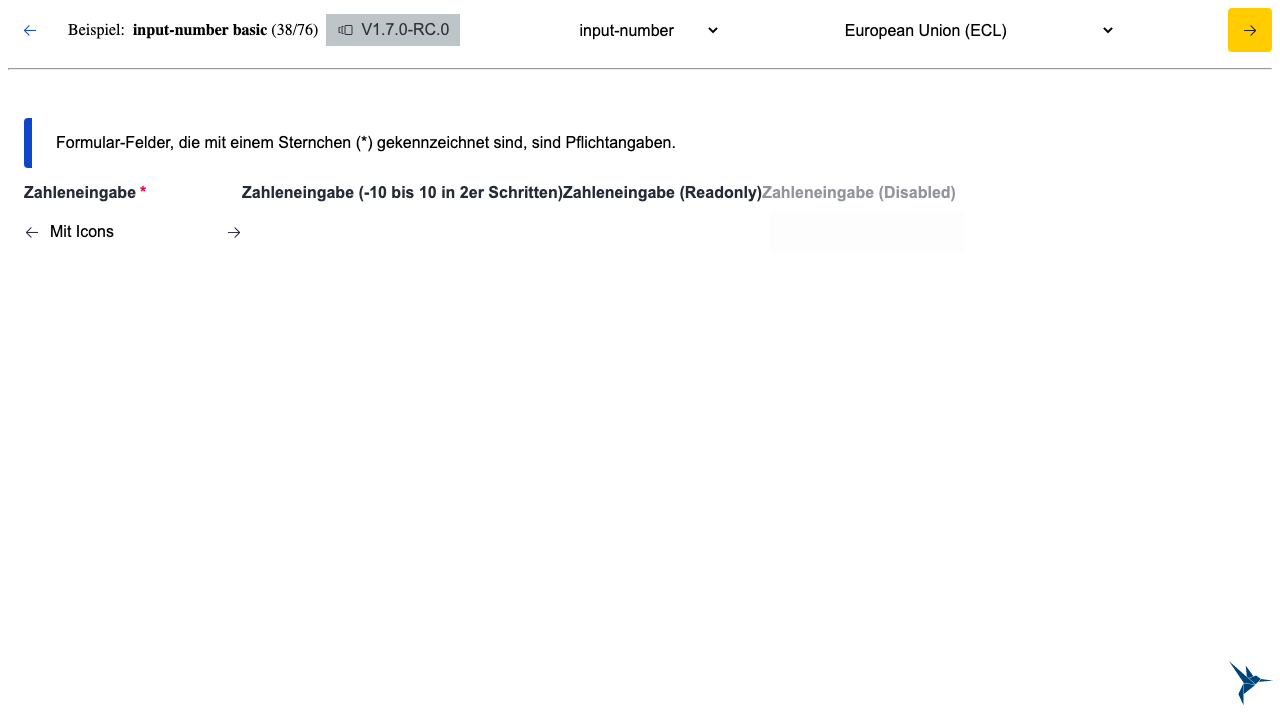 Beispiel: input-number basic (38/76) V1.7.0-RC.0 input-number European Union (ECL)
Formular-Felder, die mit einem Sternchen (*) gekennzeichnet sind, sind Pflichtangaben.
Zahleneingabe * Zahleneingabe (-10 bis 10 in 2er Schritten) Zahleneingabe (Readonly) Zahleneingabe (Disabled)
Mit Icons